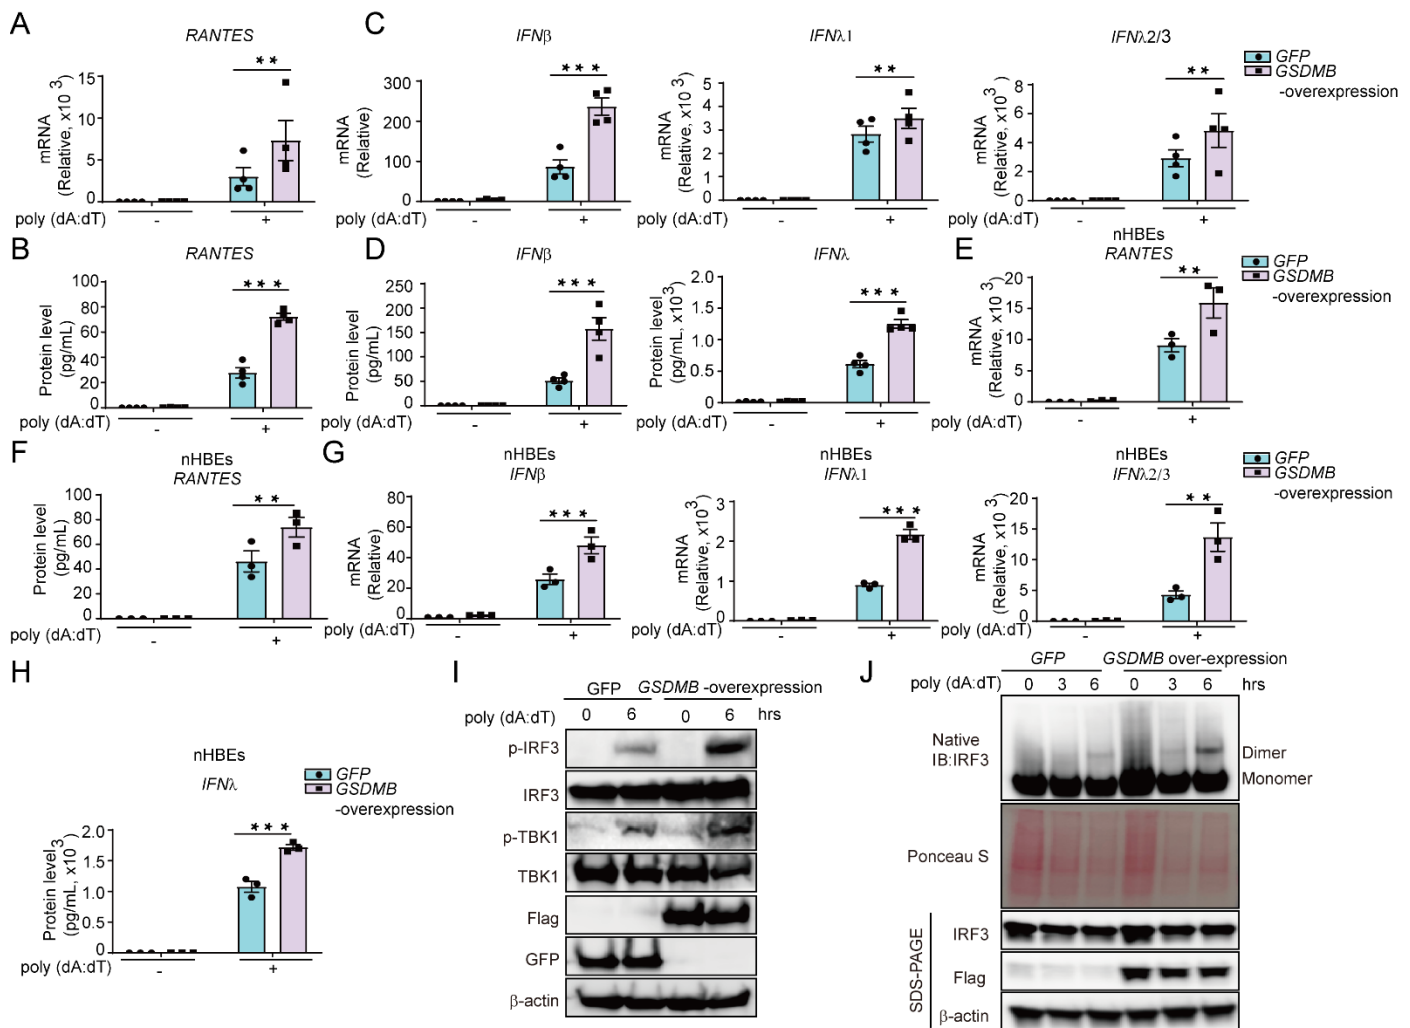 A
RANTES
mRNA
(Relative, x10 3)
15
10
5
0
poly (dA:dT)
-
+
**
C
IFNβ
mRNA
(Relative)
300
200
100
0
-
+
***
IFNλ1
mRNA
(Relative, x10 3)
5
4
3
2
1
0
poly (dA:dT)
-
+
**
IFNλ2/3
mRNA
(Relative, x10 3)
8
6
4
2
0
poly (dA:dT)
-
+
**
GFP
GSDMB
-overexpression
B
RANTES
Protein level
(pg/mL)
100
80
60
40
20
0
poly (dA:dT)
-
+
***
D
IFNβ
Protein level
(pg/mL)
250
200
150
100
50
0
poly (dA:dT)
-
+
***
IFNλ
Protein level
(pg/mL, x10 3)
2.0
1.5
1.0
0.5
0
poly (dA:dT)
-
+
***
E
nHBEs
RANTES
mRNA
(Relative, x10 3)
20
15
10
5
0
poly (dA:dT)
-
+
**
GFP
GSDMB
-overexpression
F
nHBEs
RANTES
Protein level
(pg/mL)
100
80
60
40
20
0
poly (dA:dT)
-
+
**
G
nHBEs
IFNβ
mRNA
(Relative)
80
60
40
20
0
poly (dA:dT)
-
+
***
nHBEs
IFNλ1
mRNA
(Relative, x10 3)
3
2
1
0
poly (dA:dT)
-
+
***
nHBEs
IFNλ2/3
mRNA
(Relative, x10 3)
20
15
10
5
0
poly (dA:dT)
-
+
**
GFP
GSDMB
-overexpression
H
nHBEs
IFNλ
Protein level
(pg/mL, x10 3)
2.0
1.0
0.0
poly (dA:dT)
-
+
***
GFP
GSDMB
-overexpression
I
GFP GSDMB -overexpression
poly (dA:dT) 0 6 0 6 hrs
p-IRF3
IRF3
p-TBK1
TBK1
Flag
GFP
β-actin
J
GFP GSDMB over-expression
poly (dA:dT) 0 3 6 0 3 6 hrs
Native
IB:IRF3
Dimer
Monomer
Ponceau S
SDS-PAGE
IRF3
Flag
β-actin